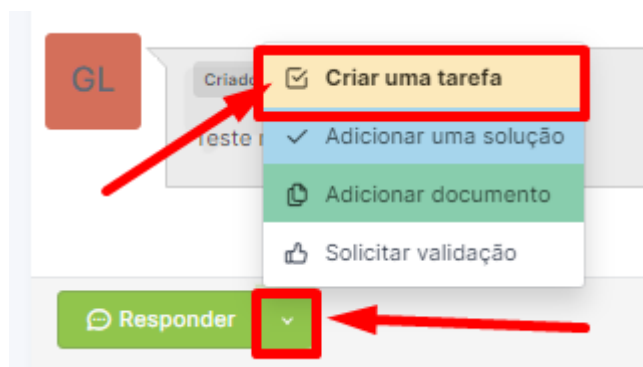 GL
Criado
Criar uma tarefa
Teste
Adicionar uma solução
Adicionar documento
Solicitar validação
Responder